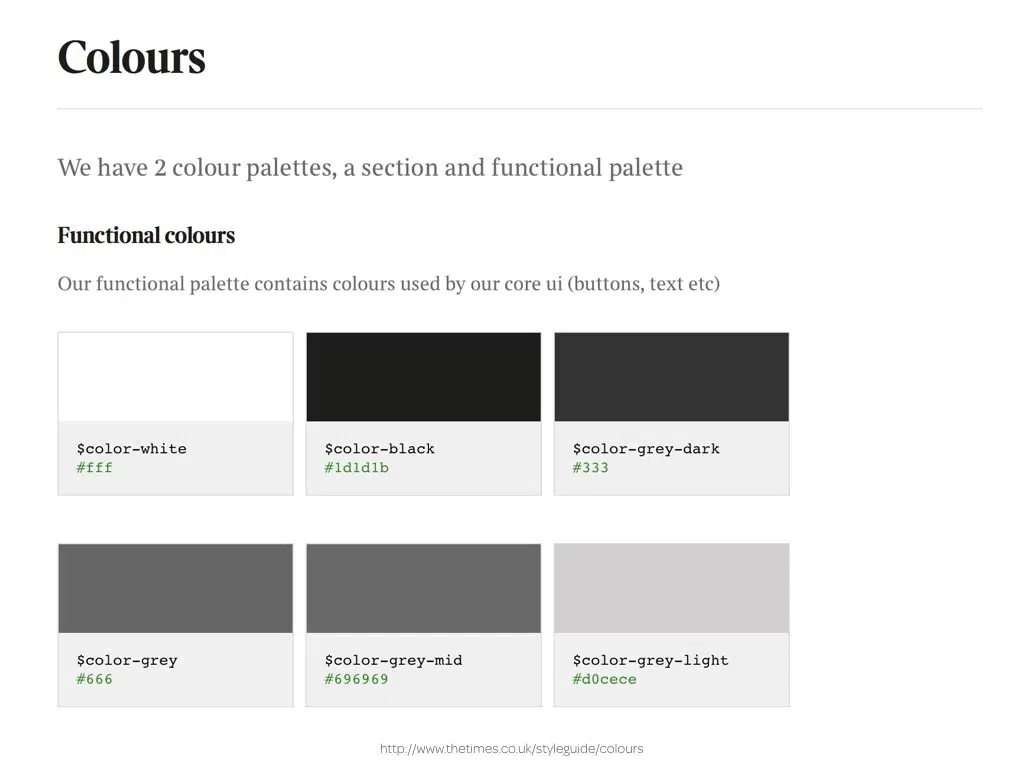 Colours
We have 2 colour palettes, a section and functional palette
Functional colours
Our functional palette contains colours used by our core ui (buttons, text etc)
$color-white
#fff
$color-black
#1d1d1b
$color-grey-dark
#333
$color-grey
#666
$color-grey-mid
#696969
$color-grey-light
#d0cece
http://www.thetimes.co.uk/styleguide/colours